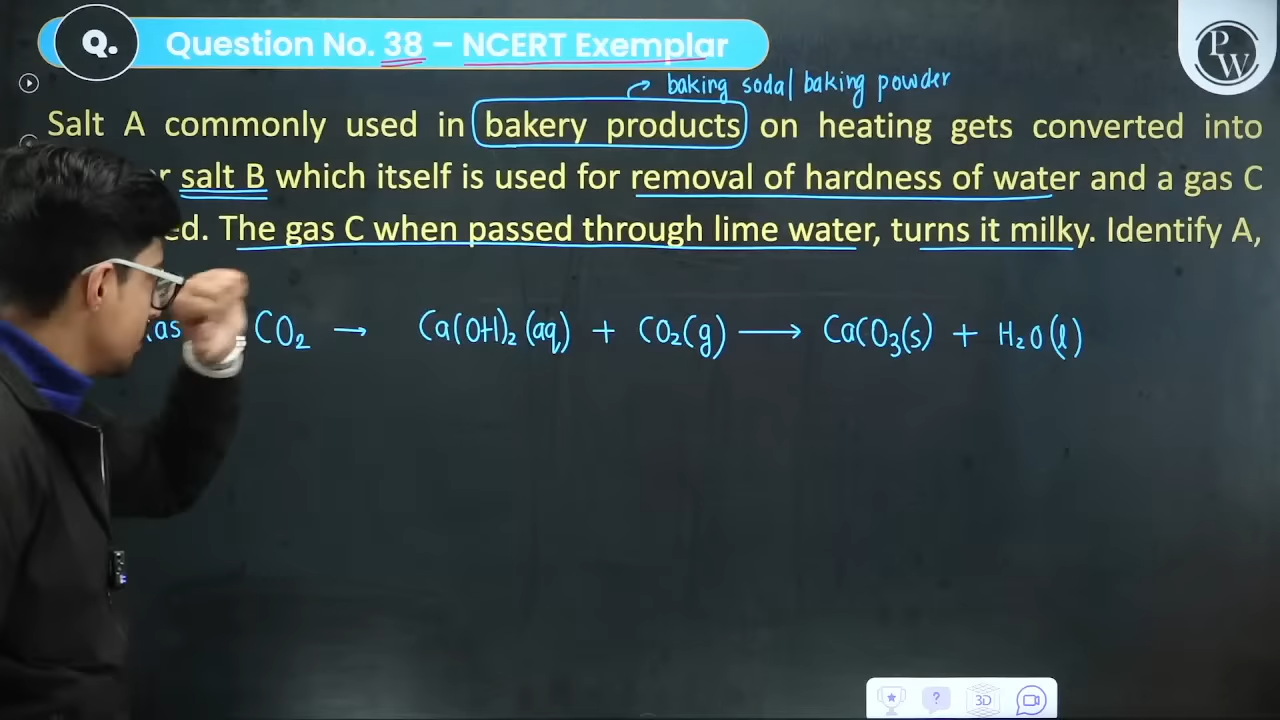 Q. Question No. 38 – NCERT Exemplar
PW
baking soda/baking powder
Salt A commonly used in bakery products on heating gets converted into
salt B which itself is used for removal of hardness of water and a gas C
The gas C when passed through lime water, turns it milky. Identify A,
CO₂ → Ca(OH)₂ (aq) + CO₂(g) ⟶ CaCO₃(s) + H₂O(l)
? 3D